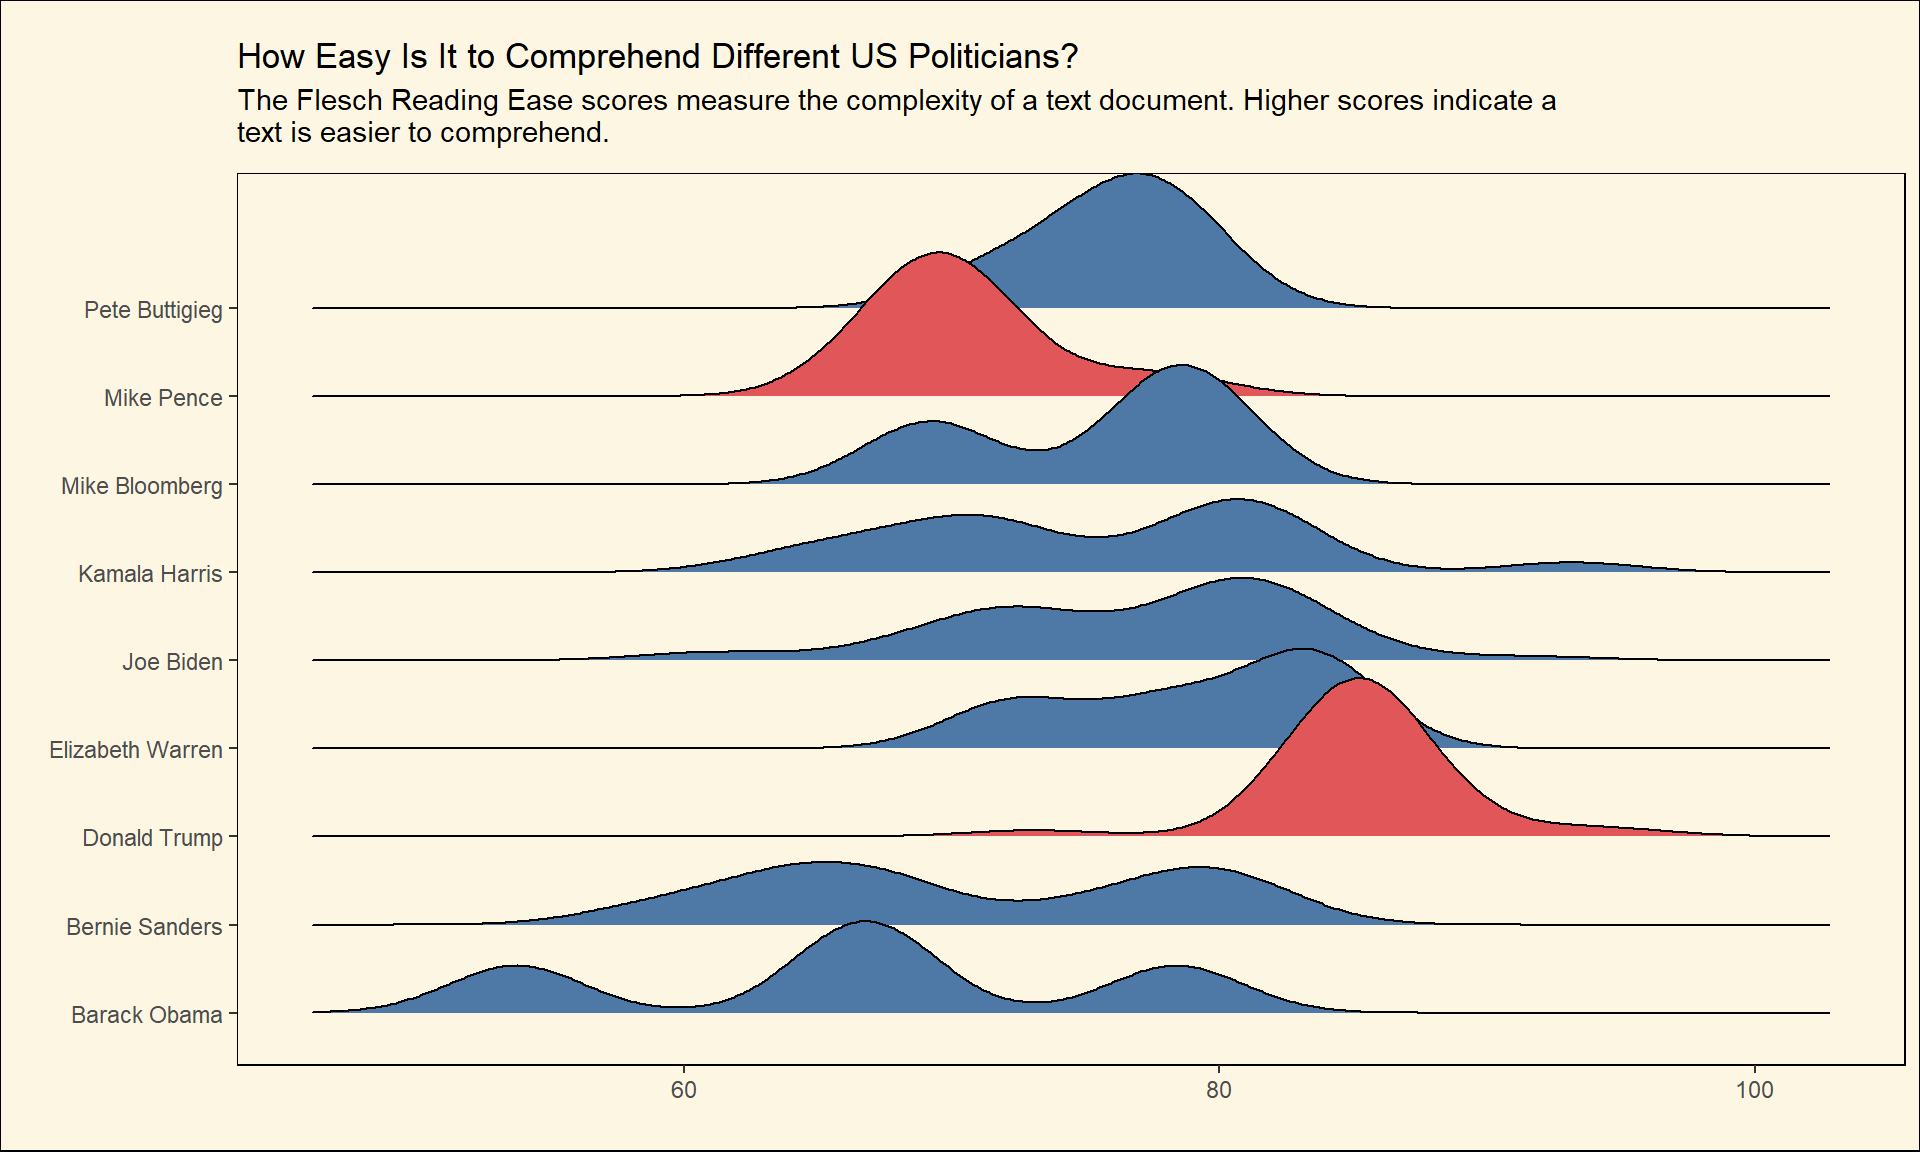 How Easy Is It to Comprehend Different US Politicians?
The Flesch Reading Ease scores measure the complexity of a text document. Higher scores indicate a
text is easier to comprehend.
Pete Buttigieg
Mike Pence
Mike Bloomberg
Kamala Harris
Joe Biden
Elizabeth Warren
Donald Trump
Bernie Sanders
Barack Obama
60 80 100